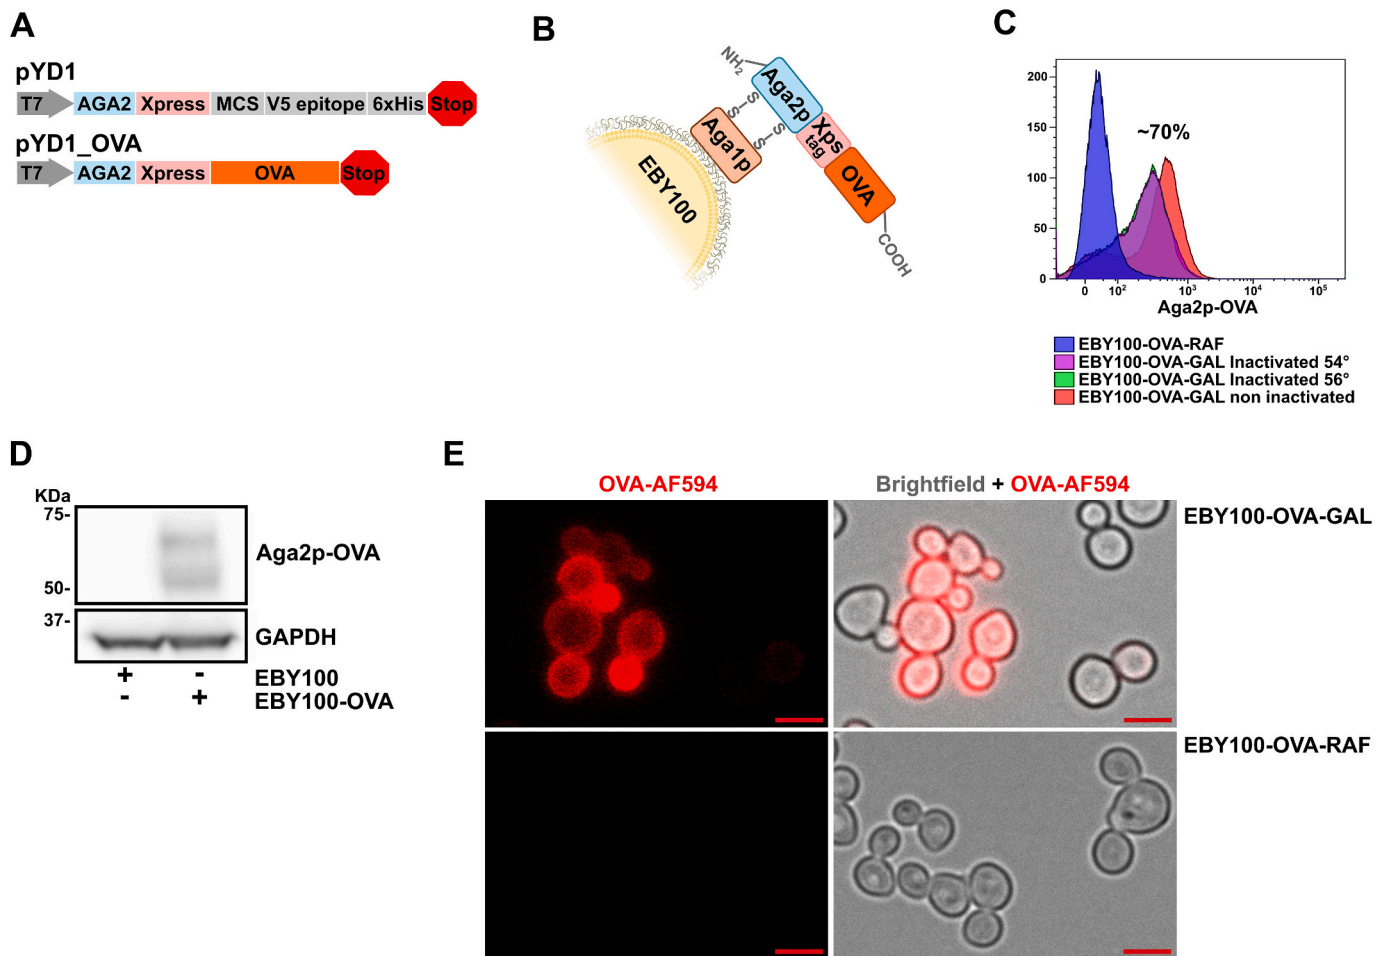 A
pYD1
T7 AGA2 Xpress MCS V5 epitope 6xHis Stop
pYD1_OVA
T7 AGA2 Xpress OVA Stop
B
NH2
Aga2p
S-S
S-S
Aga1p
Xps
tag
OVA
EBY100
COOH
C
200
150
100
50
0
~70%
0 10² 10³ 10⁴ 10⁵
Aga2p-OVA
EBY100-OVA-RAF
EBY100-OVA-GAL Inactivated 54°
EBY100-OVA-GAL Inactivated 56°
EBY100-OVA-GAL non inactivated
D
KDa
75-
Aga2p-OVA
50-
37-
GAPDH
+ - EBY100
- + EBY100-OVA
E
OVA-AF594
Brightfield + OVA-AF594
EBY100-OVA-GAL
EBY100-OVA-RAF